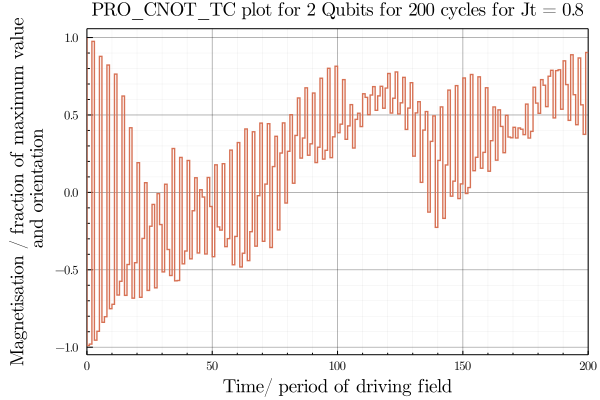 PRO_CNOT_TC plot for 2 Qubits for 200 cycles for Jt = 0.8
Magnetisation / fraction of maximum value
and orientation
1.0
0.5
0.0
−0.5
−1.0
0 50 100 150 200
Time/ period of driving field